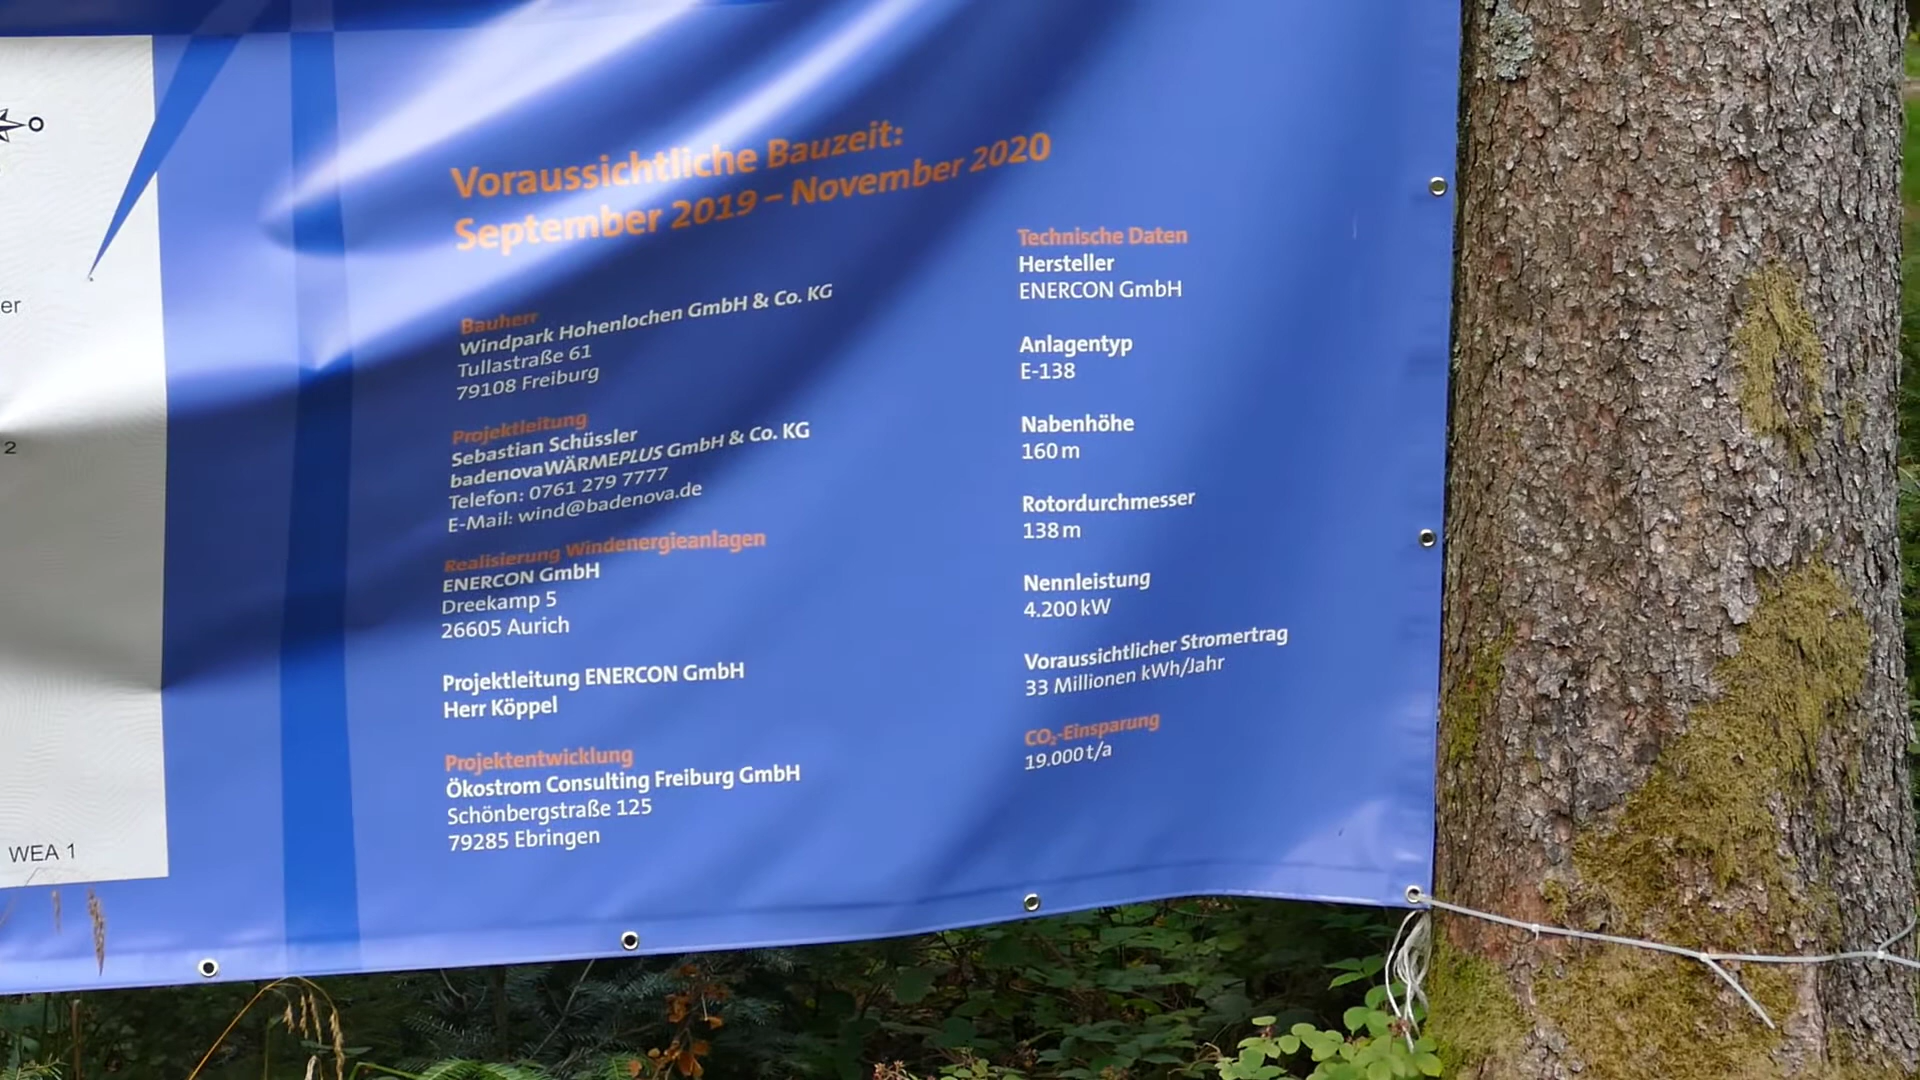 er
2
WEA 1
Voraussichtliche Bauzeit:
September 2019 – November 2020
Bauherr
Windpark Hohenlochen GmbH & Co. KG
Tullastraße 61
79108 Freiburg
Projektleitung
Sebastian Schüssler
badenovaWÄRMEPLUS GmbH & Co. KG
Telefon: 0761 279 7777
E-Mail: wind@badenova.de
Realisierung Windenergieanlagen
ENERCON GmbH
Dreekamp 5
26605 Aurich
Projektleitung ENERCON GmbH
Herr Köppel
Projektentwicklung
Ökostrom Consulting Freiburg GmbH
Schönbergstraße 125
79285 Ebringen
Technische Daten
Hersteller
ENERCON GmbH
Anlagentyp
E-138
Nabenhöhe
160 m
Rotordurchmesser
138 m
Nennleistung
4.200 kW
Voraussichtlicher Stromertrag
33 Millionen kWh/Jahr
CO₂-Einsparung
19.000 t/a